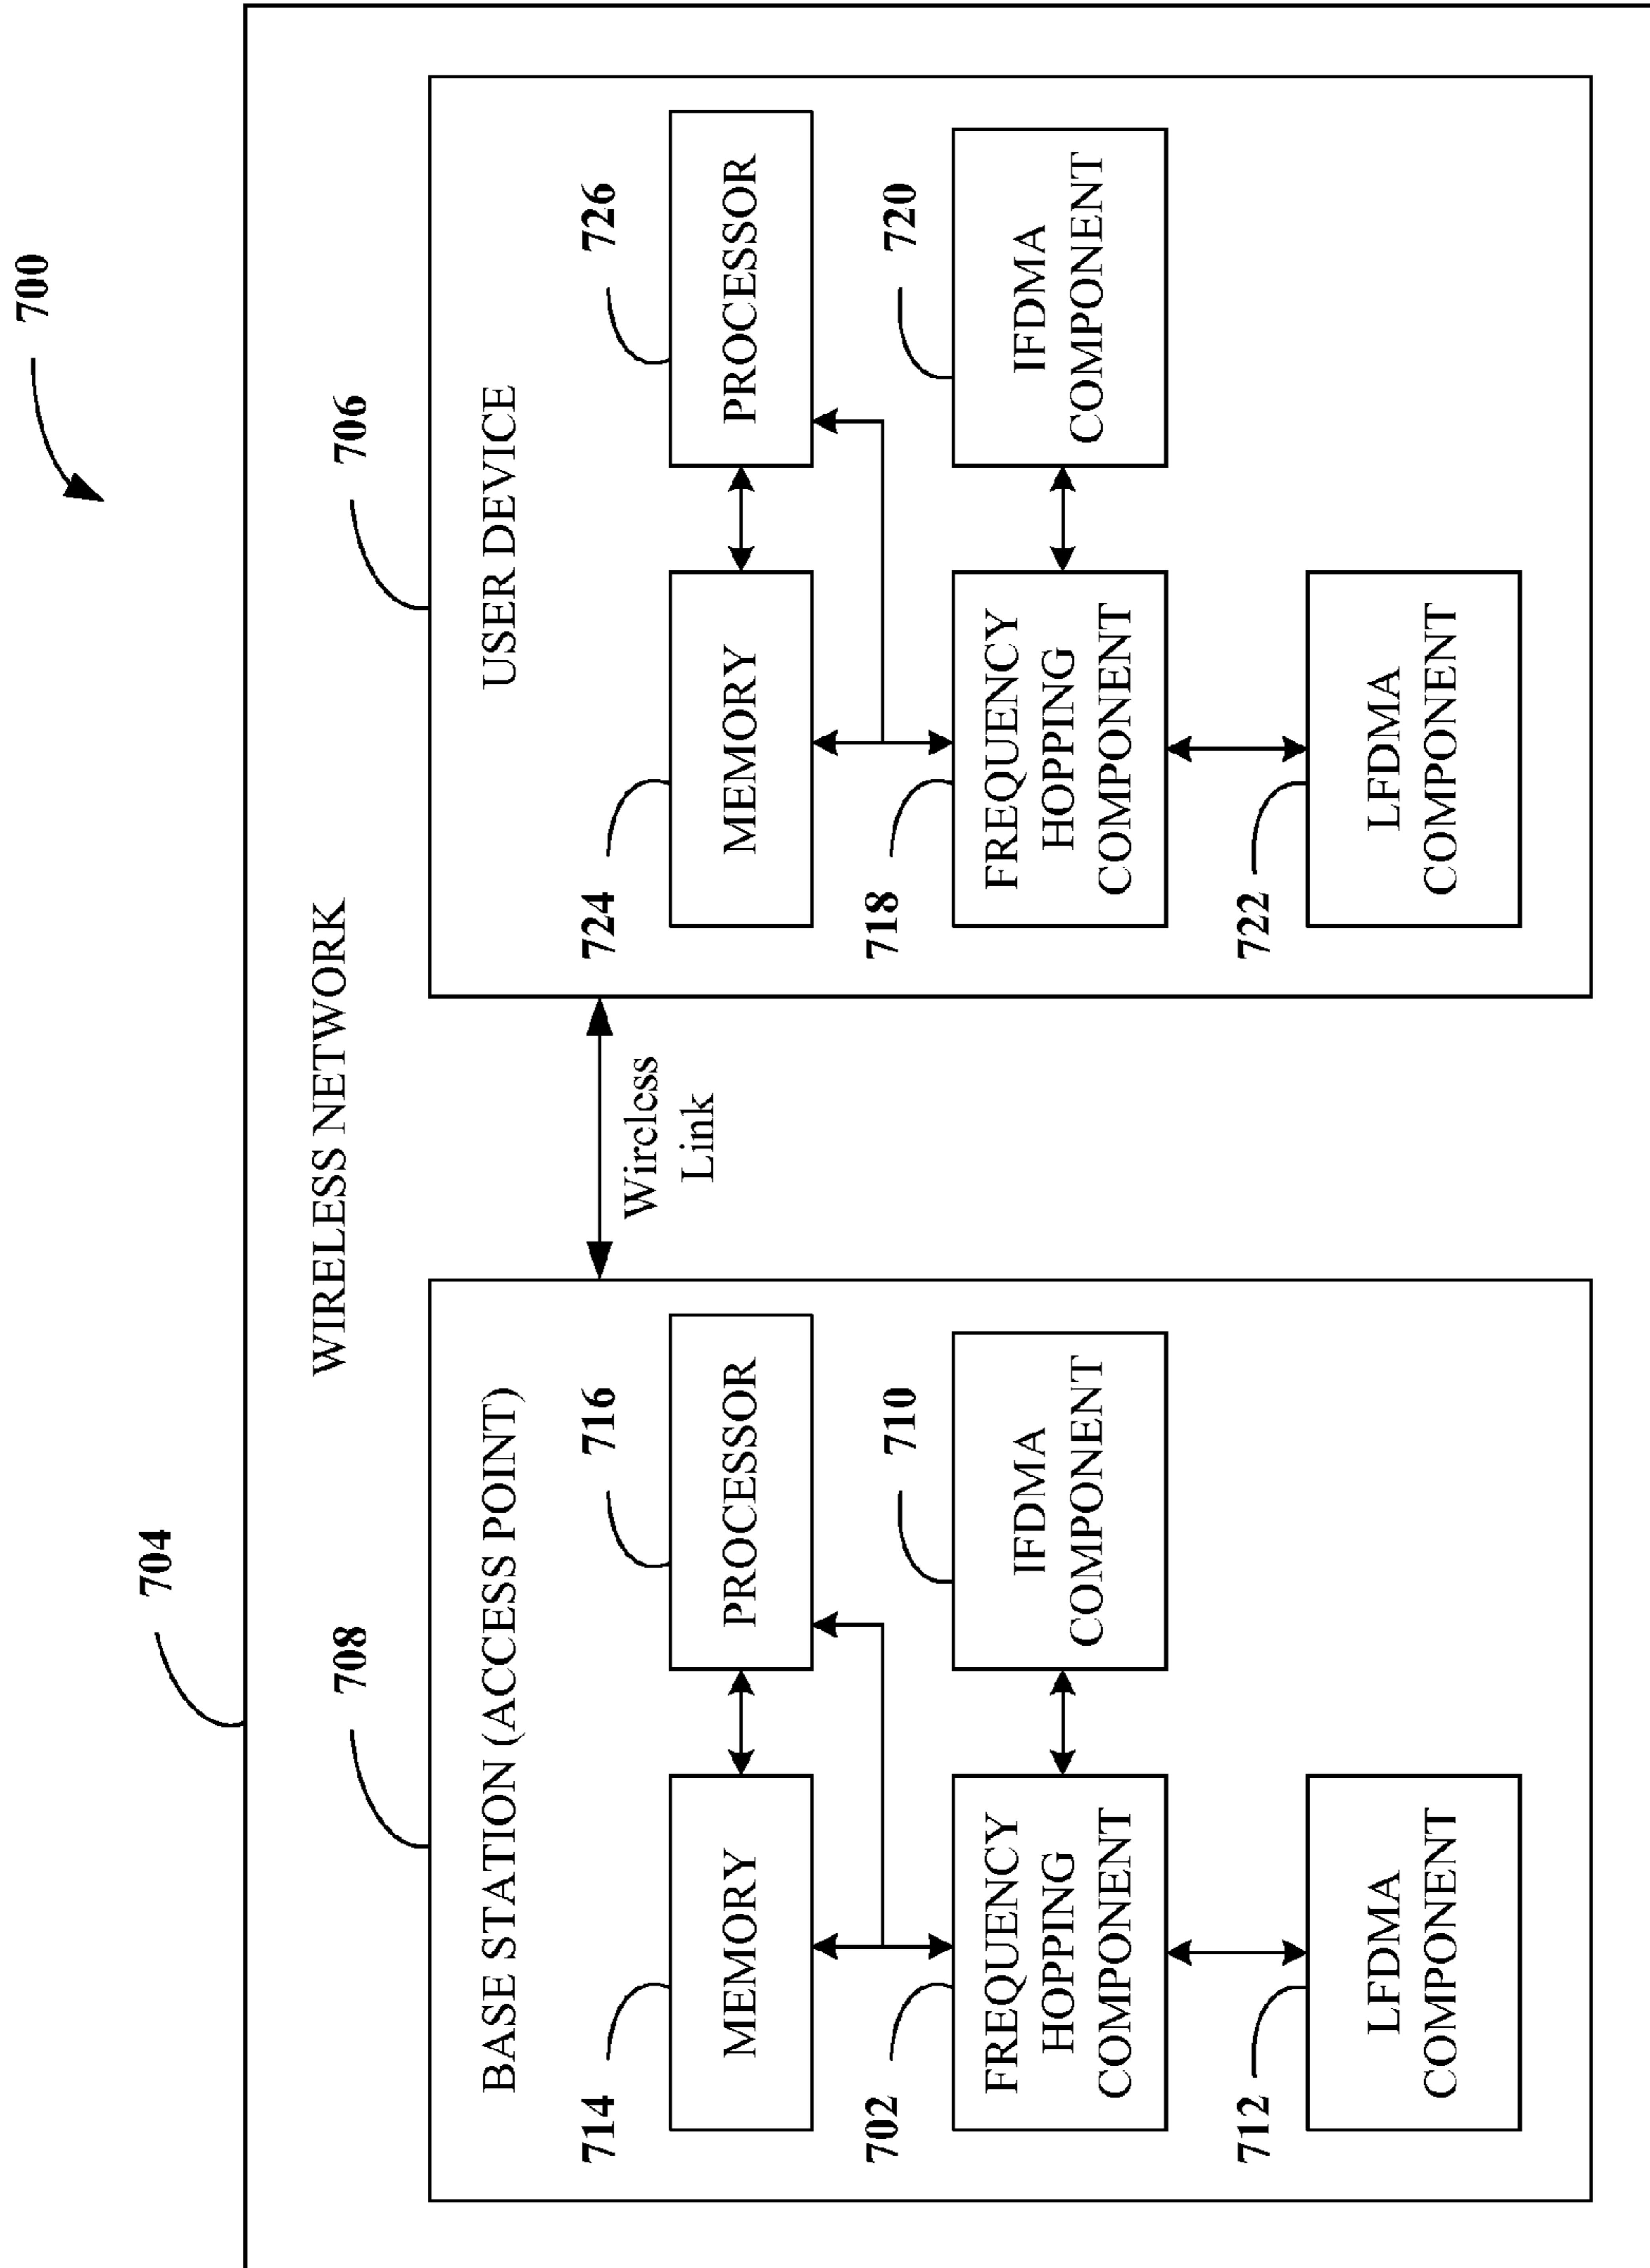 700
704
WIRELESS NETWORK
708
BASE STATION (ACCESS POINT)
714
MEMORY
716
PROCESSOR
702
FREQUENCY
HOPPING
COMPONENT
710
IFDMA
COMPONENT
712
LFDMA
COMPONENT
Wireless
Link
706
USER DEVICE
724
MEMORY
726
PROCESSOR
718
FREQUENCY
HOPPING
COMPONENT
720
IFDMA
COMPONENT
722
LFDMA
COMPONENT